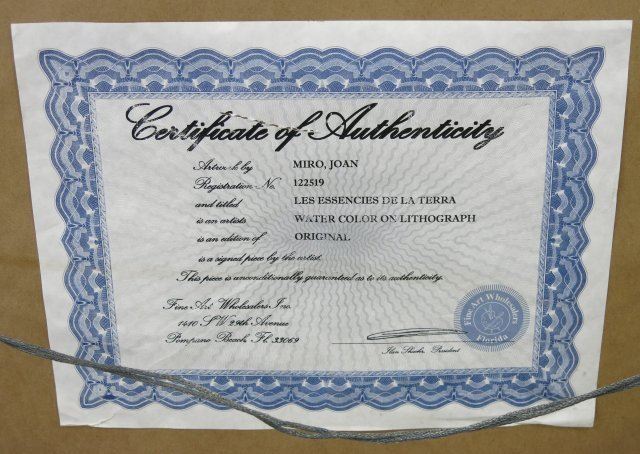 Certificate of Authenticity
Artwork by MIRO, JOAN
Registration No. 122519
and titled LES ESSENCIES DE LA TERRA
is an artists WATER COLOR ON LITHOGRAPH
is an edition of ORIGINAL
is a signed piece by the artist.
This piece is unconditionally guaranteed as to its authenticity.
Fine Art Wholesalers Inc.
1410 S.W. 29th Avenue
Pompano Beach, Fl. 33069
President
Fine Art Wholesalers
Florida